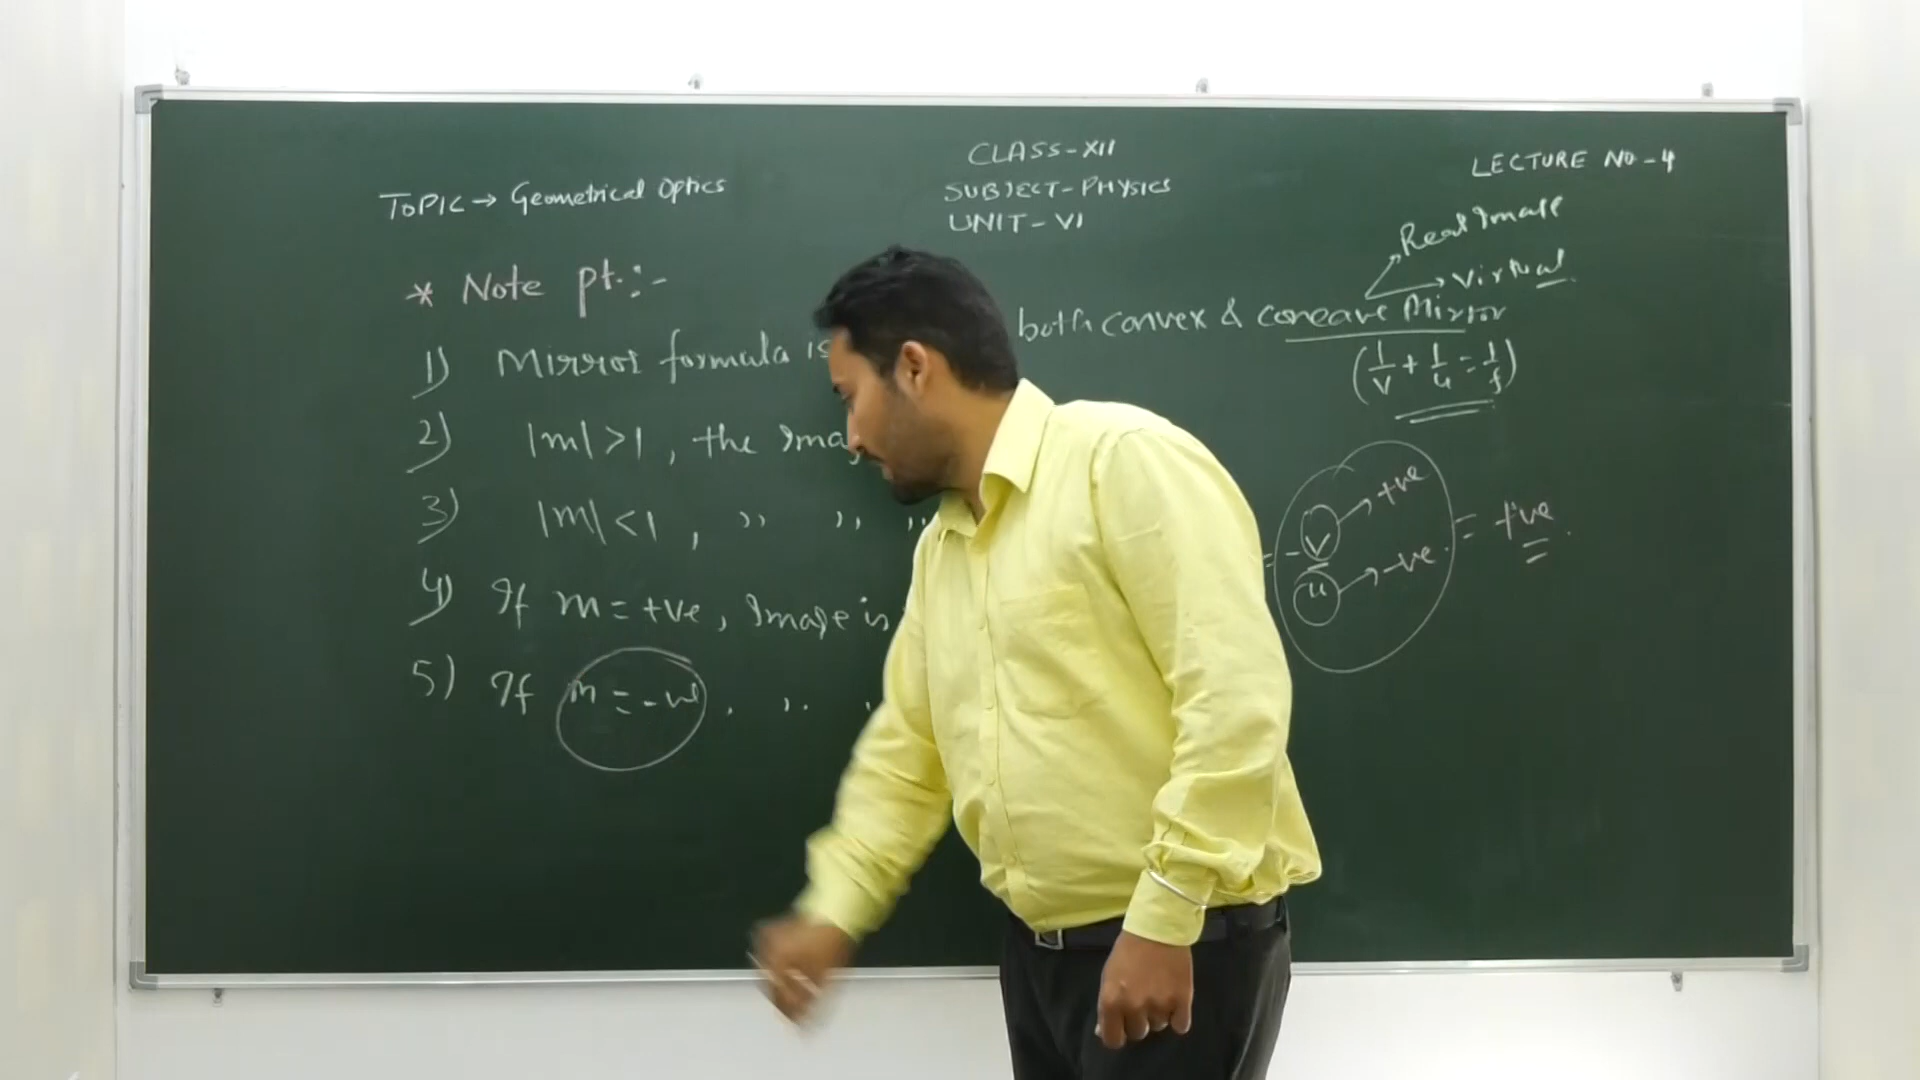 CLASS-XII
LECTURE NO-4
TOPIC → Geometrical Optics
SUBJECT-PHYSICS
UNIT-VI
Real Image
Virtual
* Note pt.:-
1) Mirror formula is both convex & concave Mirror
(1/v + 1/u = 1/f)
2) |m|>1, the Ima
3) |m|<1, ,, ,, ,,
4) If m=+ve, Image is
= -v/u
v → +ve
u → -ve
= +ve
5) If m=-ve, ,,